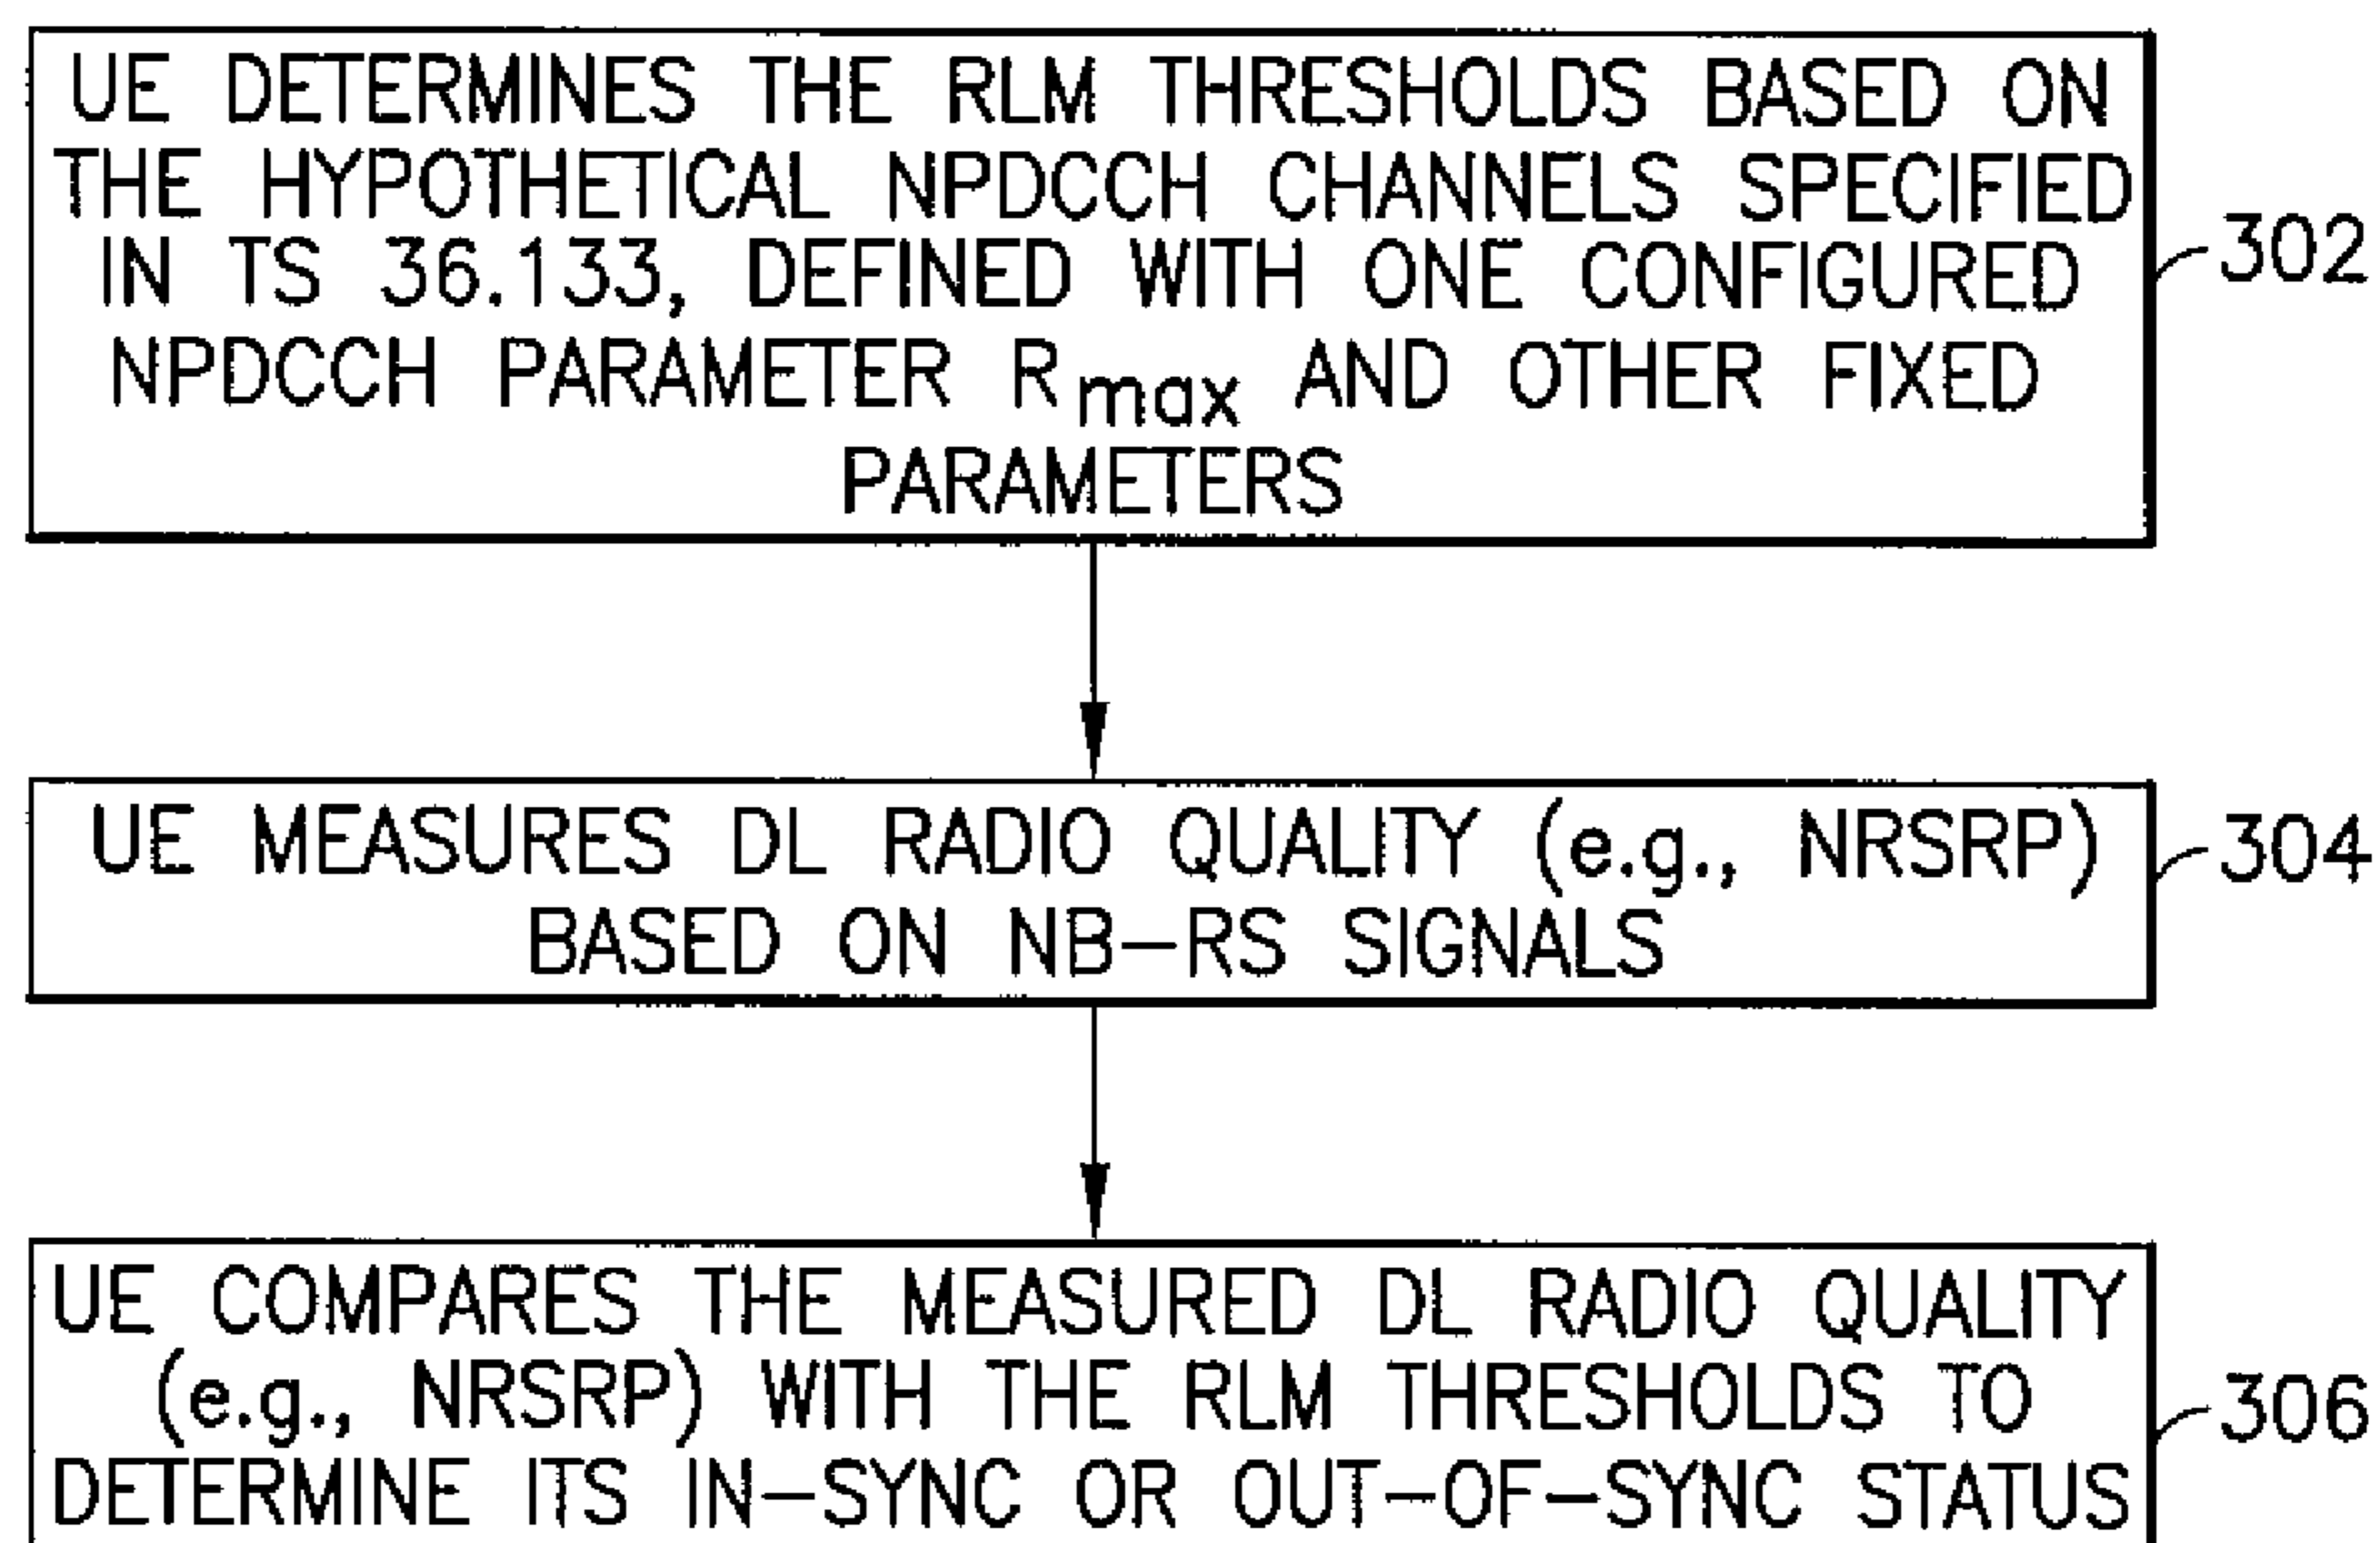 UE DETERMINES THE RLM THRESHOLDS BASED ON
THE HYPOTHETICAL NPDCCH CHANNELS SPECIFIED
IN TS 36.133, DEFINED WITH ONE CONFIGURED
NPDCCH PARAMETER Rmax AND OTHER FIXED
PARAMETERS
302
UE MEASURES DL RADIO QUALITY (e.g., NRSRP)
BASED ON NB-RS SIGNALS
304
UE COMPARES THE MEASURED DL RADIO QUALITY
(e.g., NRSRP) WITH THE RLM THRESHOLDS TO
DETERMINE ITS IN-SYNC OR OUT-OF-SYNC STATUS
306